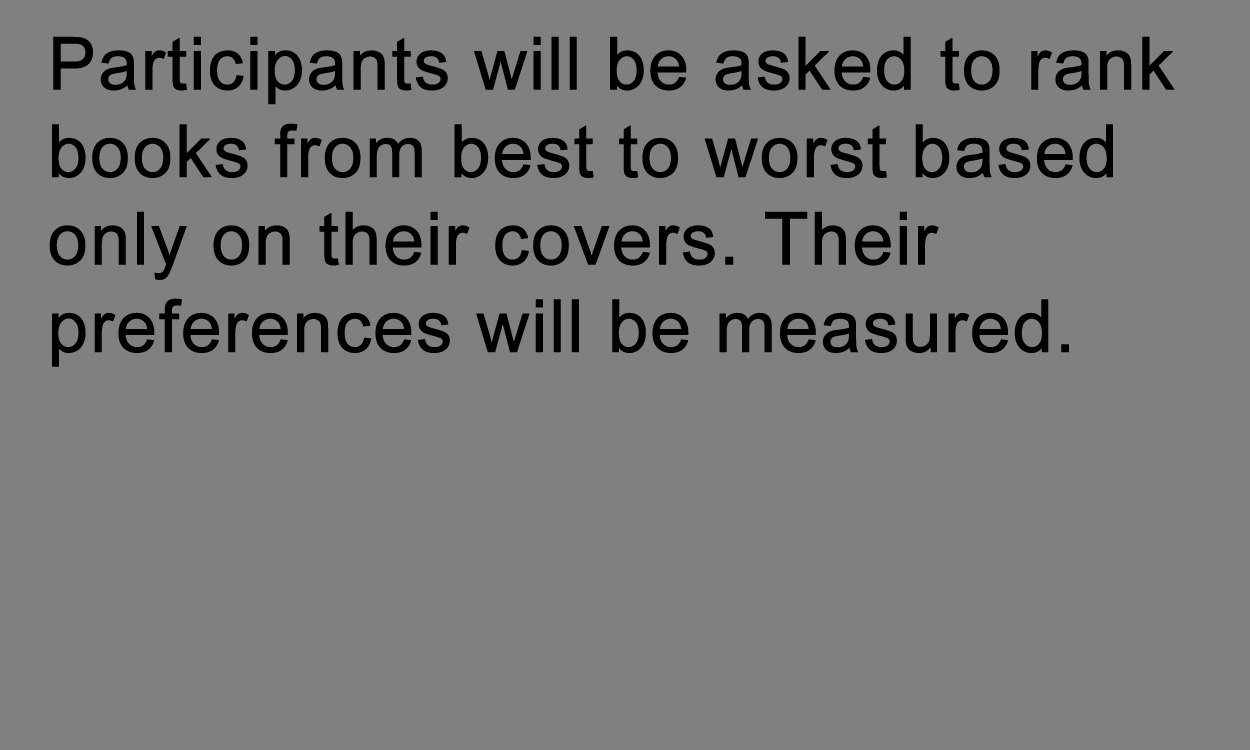 Participants will be asked to rank
books from best to worst based
only on their covers. Their
preferences will be measured.